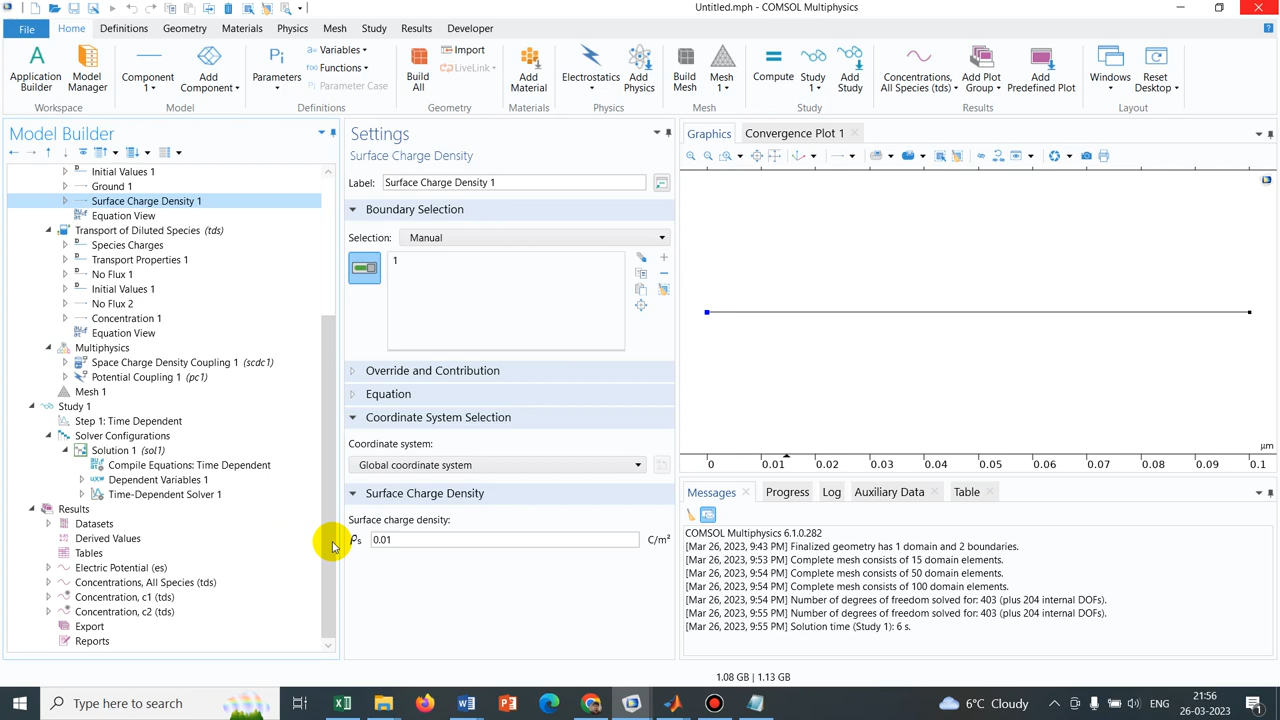 Untitled.mph - COMSOL Multiphysics
File
Home
Definitions
Geometry
Materials
Physics
Mesh
Study
Results
Developer
Application Builder
Model Manager
Workspace
Component 1
Add Component
Model
Parameters
Variables
Functions
Parameter Case
Definitions
Build All
Import
LiveLink
Geometry
Add Material
Materials
Electrostatics
Add Physics
Physics
Build Mesh
Mesh 1
Mesh
Compute
Study 1
Add Study
Study
Concentrations, All Species (tds)
Add Plot Group
Add Predefined Plot
Results
Windows
Reset Desktop
Layout
Model Builder
Initial Values 1
Ground 1
Surface Charge Density 1
Equation View
Transport of Diluted Species (tds)
Species Charges
Transport Properties 1
No Flux 1
Initial Values 1
No Flux 2
Concentration 1
Equation View
Multiphysics
Space Charge Density Coupling 1 (scdc1)
Potential Coupling 1 (pc1)
Mesh 1
Study 1
Step 1: Time Dependent
Solver Configurations
Solution 1 (sol1)
Compile Equations: Time Dependent
Dependent Variables 1
Time-Dependent Solver 1
Results
Datasets
Derived Values
Tables
Electric Potential (es)
Concentrations, All Species (tds)
Concentration, c1 (tds)
Concentration, c2 (tds)
Export
Reports
Settings
Surface Charge Density
Label: Surface Charge Density 1
Boundary Selection
Selection: Manual
1
Override and Contribution
Equation
Coordinate System Selection
Coordinate system:
Global coordinate system
Surface Charge Density
Surface charge density:
ρs 0.01 C/m²
Graphics
Convergence Plot 1
µm
0 0.01 0.02 0.03 0.04 0.05 0.06 0.07 0.08 0.09 0.1
Messages
Progress
Log
Auxiliary Data
Table
COMSOL Multiphysics 6.1.0.282
[Mar 26, 2023, 9:43 PM] Finalized geometry has 1 domain and 2 boundaries.
[Mar 26, 2023, 9:53 PM] Complete mesh consists of 15 domain elements.
[Mar 26, 2023, 9:54 PM] Complete mesh consists of 50 domain elements.
[Mar 26, 2023, 9:54 PM] Complete mesh consists of 100 domain elements.
[Mar 26, 2023, 9:54 PM] Number of degrees of freedom solved for: 403 (plus 204 internal DOFs).
[Mar 26, 2023, 9:55 PM] Number of degrees of freedom solved for: 403 (plus 204 internal DOFs).
[Mar 26, 2023, 9:55 PM] Solution time (Study 1): 6 s.
1.08 GB | 1.13 GB
Type here to search
6°C Cloudy
ENG
21:56
26-03-2023